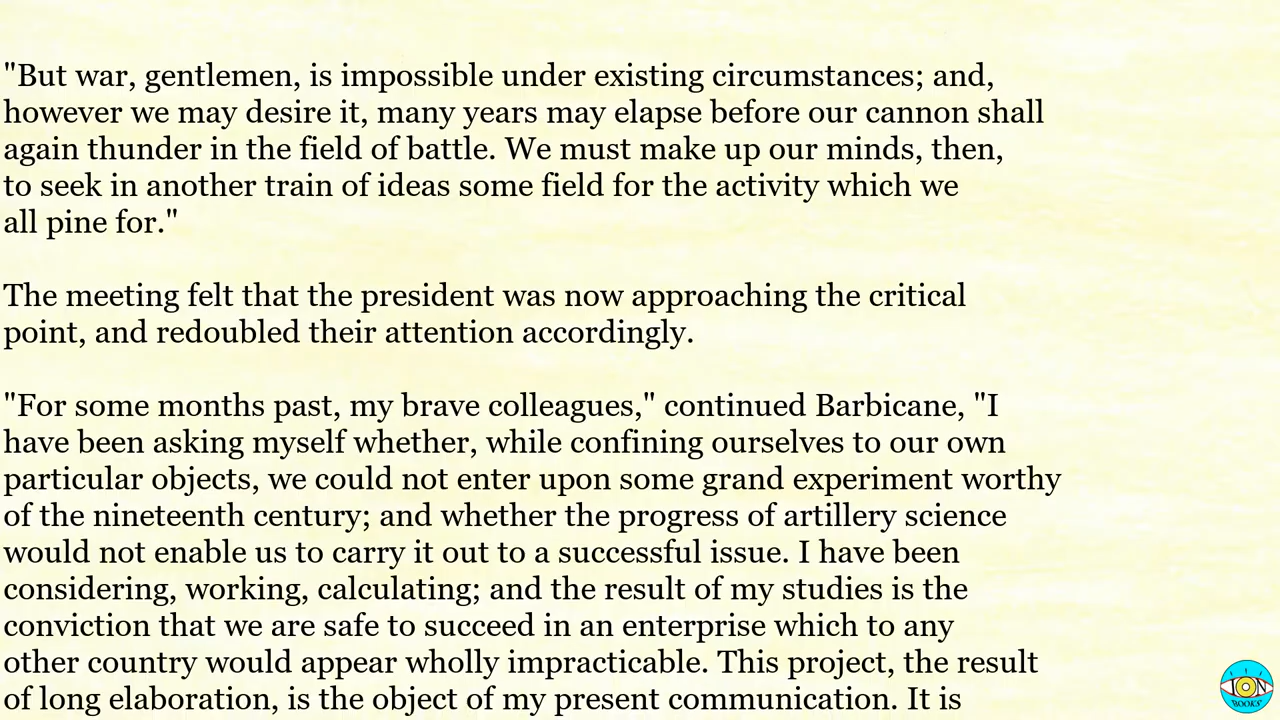 "But war, gentlemen, is impossible under existing circumstances; and,
however we may desire it, many years may elapse before our cannon shall
again thunder in the field of battle. We must make up our minds, then,
to seek in another train of ideas some field for the activity which we
all pine for."
The meeting felt that the president was now approaching the critical
point, and redoubled their attention accordingly.
"For some months past, my brave colleagues," continued Barbicane, "I
have been asking myself whether, while confining ourselves to our own
particular objects, we could not enter upon some grand experiment worthy
of the nineteenth century; and whether the progress of artillery science
would not enable us to carry it out to a successful issue. I have been
considering, working, calculating; and the result of my studies is the
conviction that we are safe to succeed in an enterprise which to any
other country would appear wholly impracticable. This project, the result
of long elaboration, is the object of my present communication. It is
ION
BOOKS